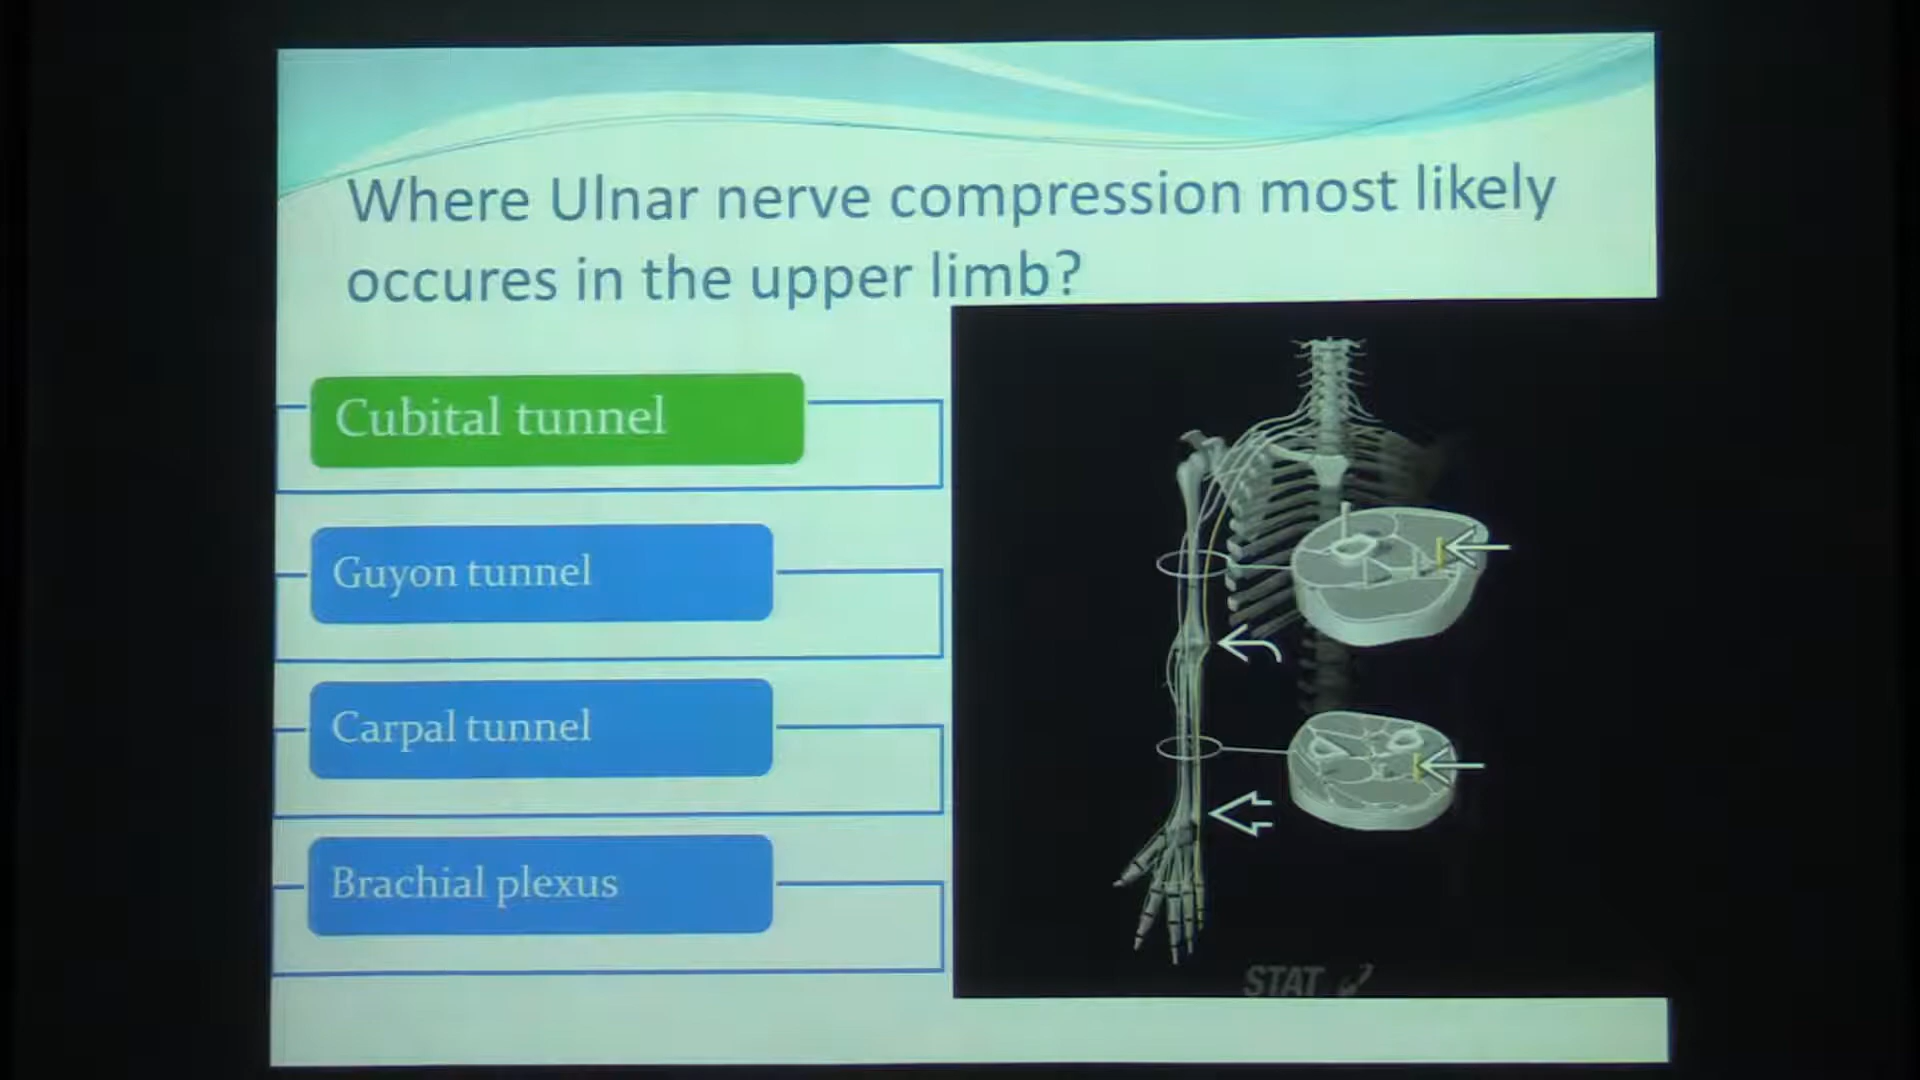 Where Ulnar nerve compression most likely
occures in the upper limb?
Cubital tunnel
Guyon tunnel
Carpal tunnel
Brachial plexus
STAT